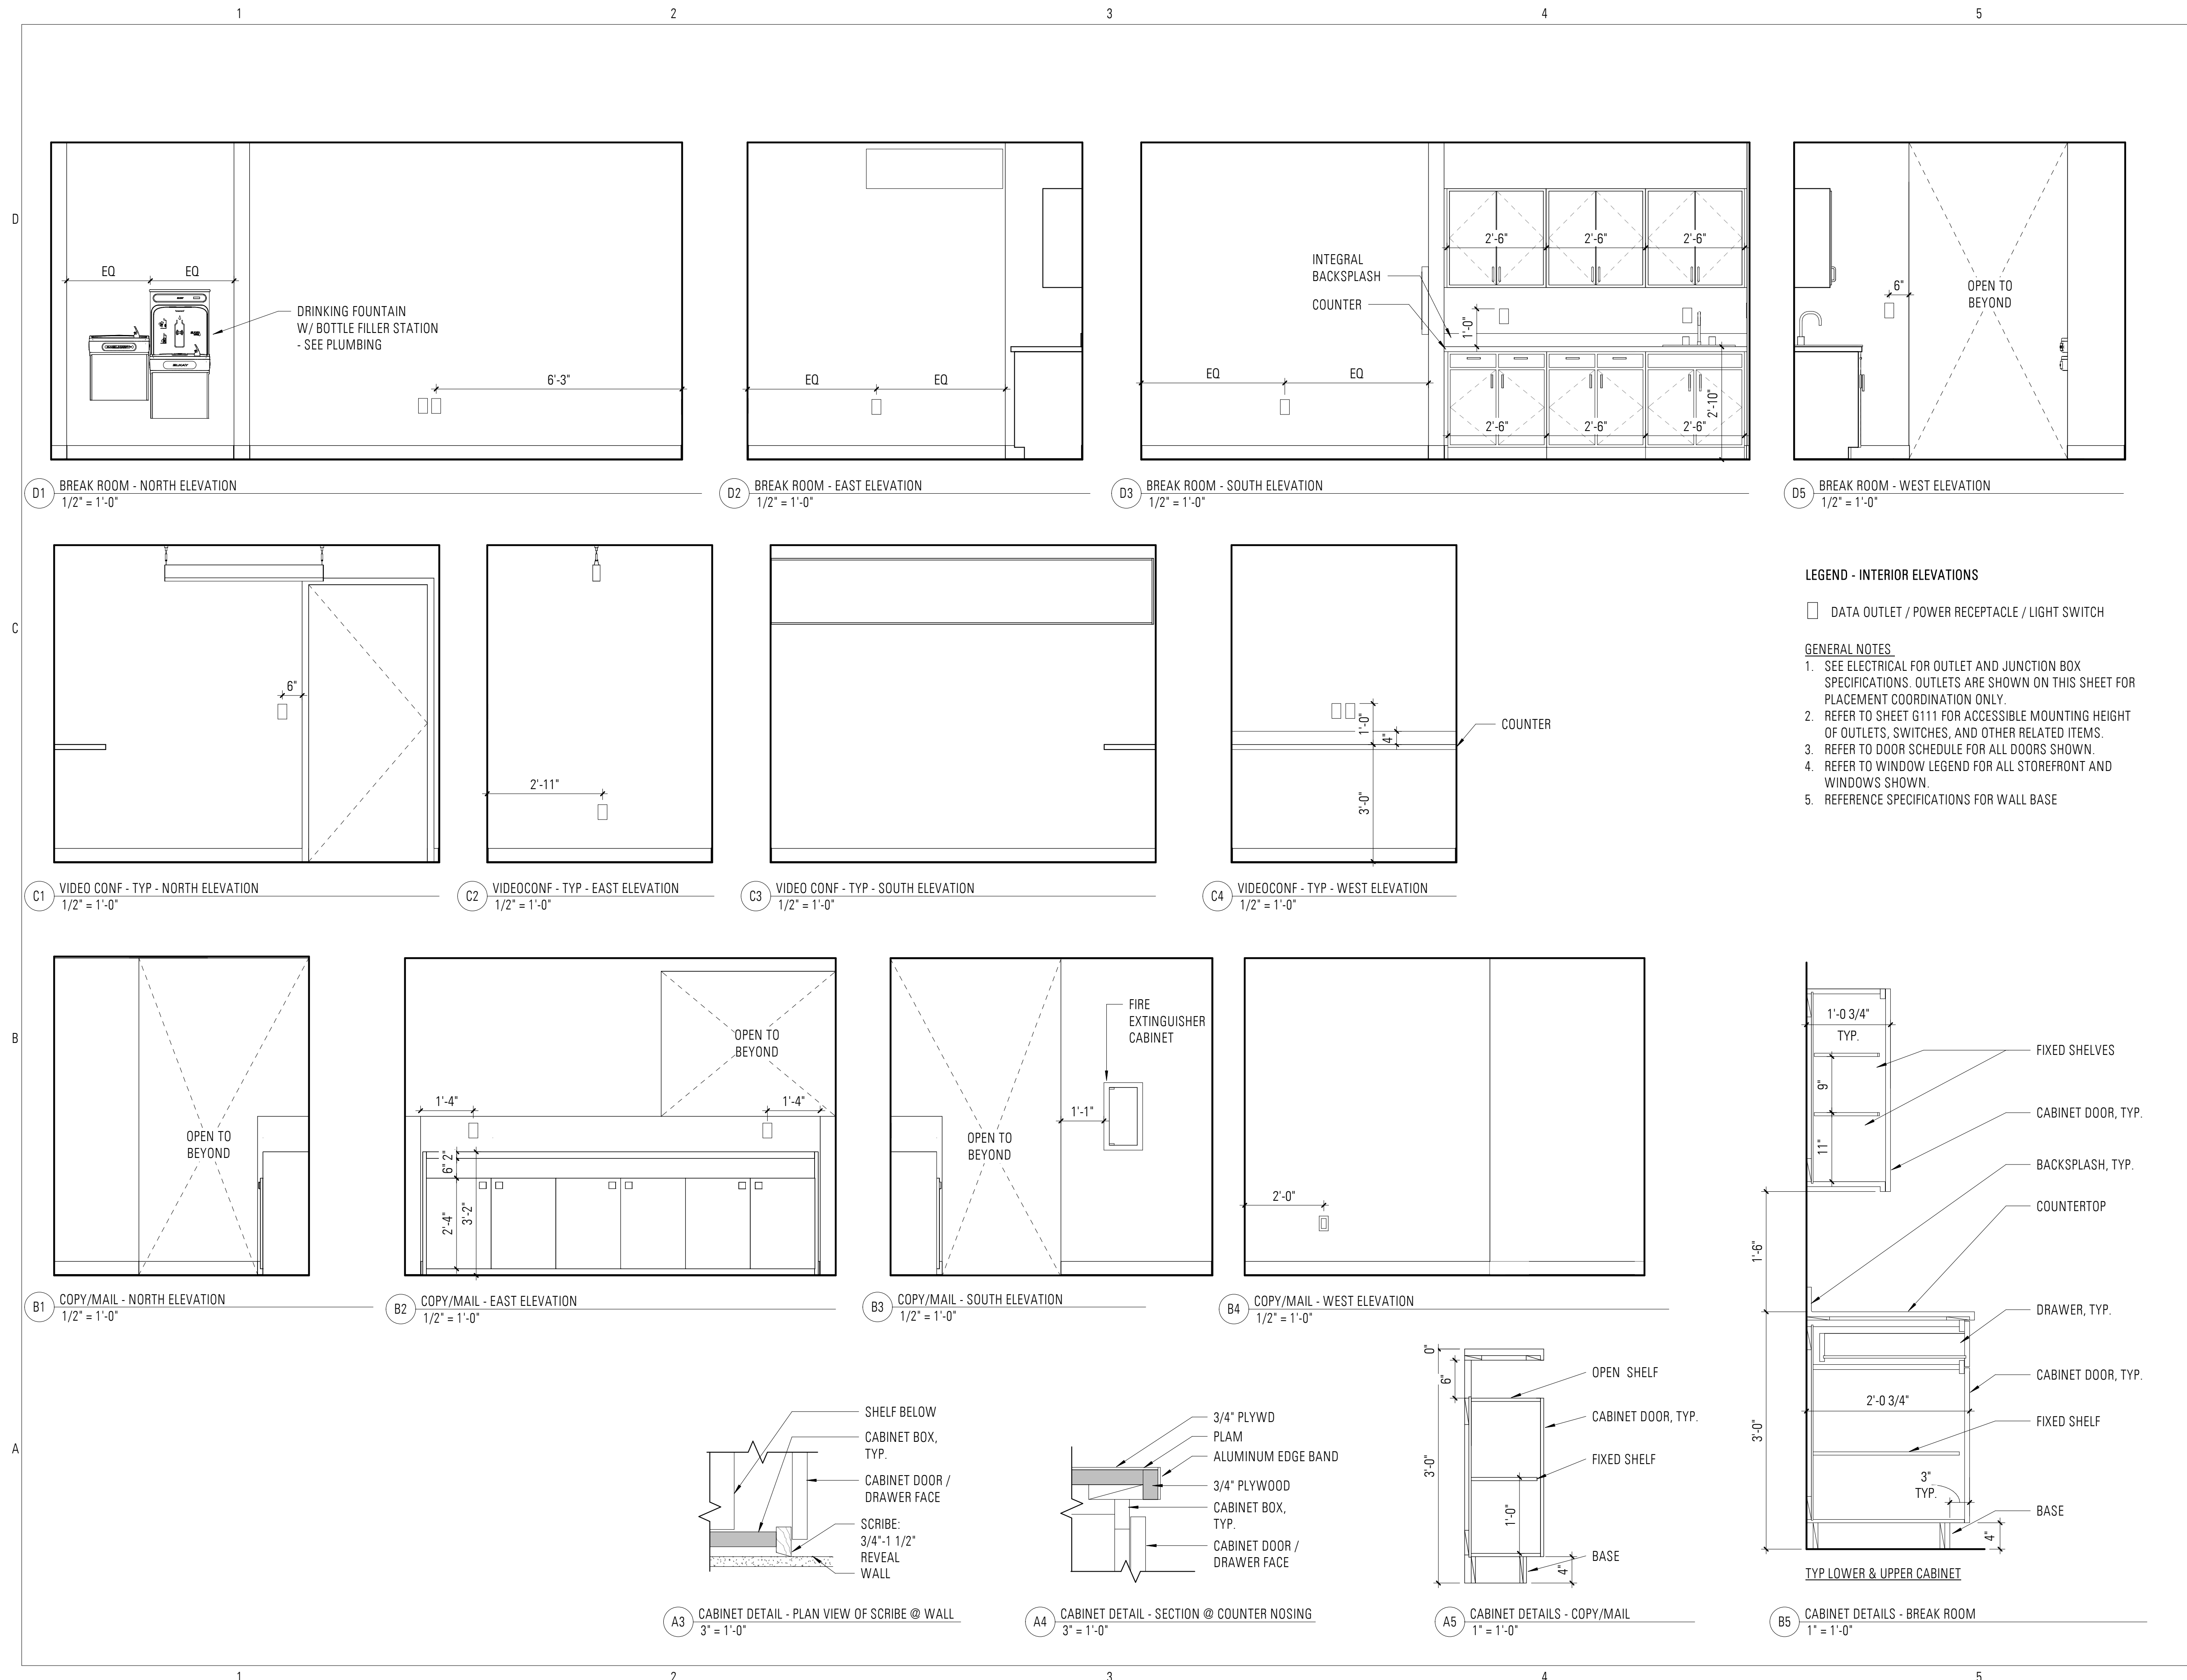 1 2 3 4 5
D
EQ EQ
DRINKING FOUNTAIN
W/ BOTTLE FILLER STATION
- SEE PLUMBING
6'-3"
D1 BREAK ROOM - NORTH ELEVATION
1/2" = 1'-0"
EQ EQ
D2 BREAK ROOM - EAST ELEVATION
1/2" = 1'-0"
2'-6" 2'-6" 2'-6"
INTEGRAL
BACKSPLASH
COUNTER
1'-0"
EQ EQ
2'-10"
2'-6" 2'-6" 2'-6"
D3 BREAK ROOM - SOUTH ELEVATION
1/2" = 1'-0"
6"
OPEN TO
BEYOND
D5 BREAK ROOM - WEST ELEVATION
1/2" = 1'-0"
C
6"
C1 VIDEO CONF - TYP - NORTH ELEVATION
1/2" = 1'-0"
2'-11"
C2 VIDEOCONF - TYP - EAST ELEVATION
1/2" = 1'-0"
C3 VIDEO CONF - TYP - SOUTH ELEVATION
1/2" = 1'-0"
1'-0"
4"
COUNTER
3'-0"
C4 VIDEOCONF - TYP - WEST ELEVATION
1/2" = 1'-0"
LEGEND - INTERIOR ELEVATIONS
DATA OUTLET / POWER RECEPTACLE / LIGHT SWITCH
GENERAL NOTES
1. SEE ELECTRICAL FOR OUTLET AND JUNCTION BOX
SPECIFICATIONS. OUTLETS ARE SHOWN ON THIS SHEET FOR
PLACEMENT COORDINATION ONLY.
2. REFER TO SHEET G111 FOR ACCESSIBLE MOUNTING HEIGHT
OF OUTLETS, SWITCHES, AND OTHER RELATED ITEMS.
3. REFER TO DOOR SCHEDULE FOR ALL DOORS SHOWN.
4. REFER TO WINDOW LEGEND FOR ALL STOREFRONT AND
WINDOWS SHOWN.
5. REFERENCE SPECIFICATIONS FOR WALL BASE
B
OPEN TO
BEYOND
B1 COPY/MAIL - NORTH ELEVATION
1/2" = 1'-0"
OPEN TO
BEYOND
1'-4" 1'-4"
6" 2"
2'-4" 3'-2"
B2 COPY/MAIL - EAST ELEVATION
1/2" = 1'-0"
FIRE
EXTINGUISHER
CABINET
1'-1"
OPEN TO
BEYOND
B3 COPY/MAIL - SOUTH ELEVATION
1/2" = 1'-0"
2'-0"
B4 COPY/MAIL - WEST ELEVATION
1/2" = 1'-0"
1'-0 3/4"
TYP.
FIXED SHELVES
9"
CABINET DOOR, TYP.
11"
BACKSPLASH, TYP.
COUNTERTOP
1'-6"
DRAWER, TYP.
CABINET DOOR, TYP.
2'-0 3/4"
FIXED SHELF
3'-0"
3"
TYP.
BASE
4"
TYP LOWER & UPPER CABINET
B5 CABINET DETAILS - BREAK ROOM
1" = 1'-0"
A
SHELF BELOW
CABINET BOX,
TYP.
CABINET DOOR /
DRAWER FACE
SCRIBE:
3/4"-1 1/2"
REVEAL
WALL
A3 CABINET DETAIL - PLAN VIEW OF SCRIBE @ WALL
3" = 1'-0"
3/4" PLYWD
PLAM
ALUMINUM EDGE BAND
3/4" PLYWOOD
CABINET BOX,
TYP.
CABINET DOOR /
DRAWER FACE
A4 CABINET DETAIL - SECTION @ COUNTER NOSING
3" = 1'-0"
0"
6"
OPEN SHELF
CABINET DOOR, TYP.
FIXED SHELF
3'-0"
1'-0"
BASE
4"
A5 CABINET DETAILS - COPY/MAIL
1" = 1'-0"
1 2 3 4 5